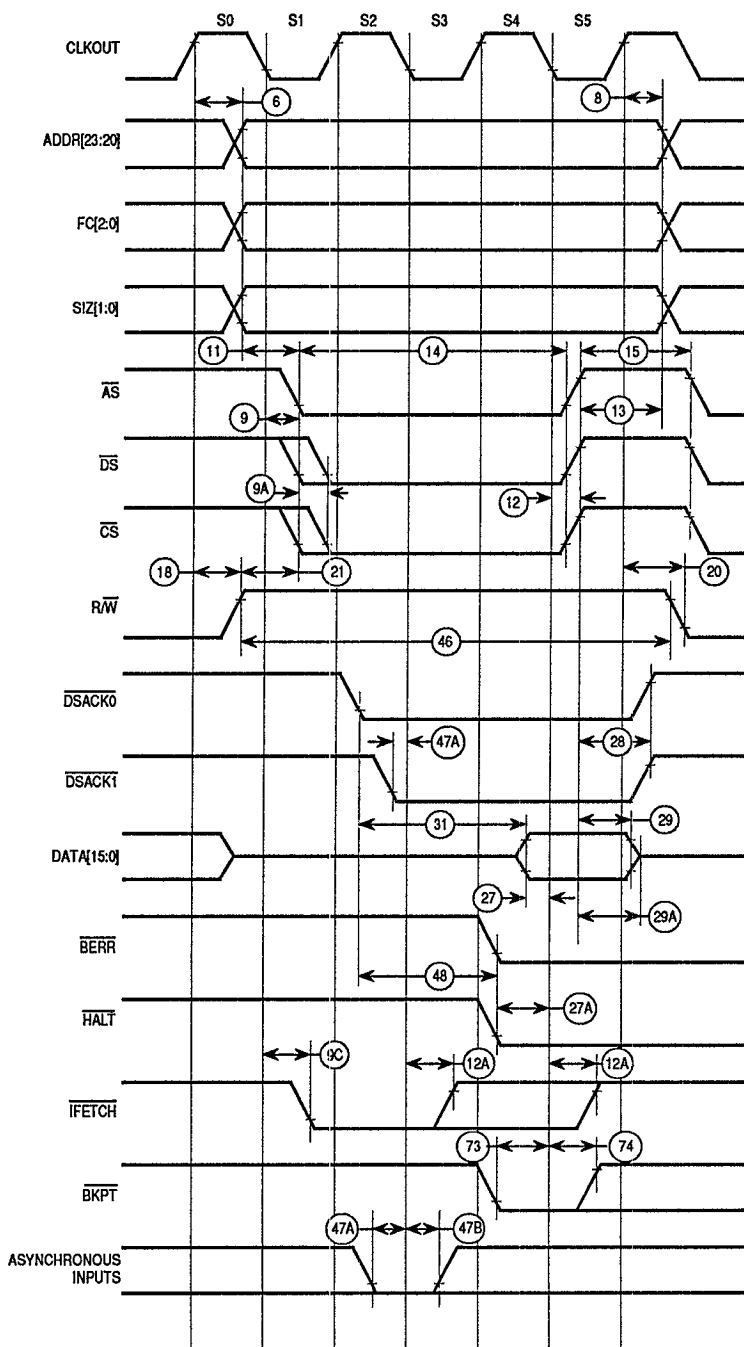 S0 S1 S2 S3 S4 S5
CLKOUT
6 8
ADDR[23:20]
FC[2:0]
SIZ[1:0]
11 14 15
AS
9 13
DS
9A 12
CS
18 21 20
R/W
46
DSACK0
47A 28
DSACK1
31 29
DATA[15:0]
27 29A
BERR
48
27A
HALT
9C 12A 12A
IFETCH
73 74
BKPT
47A 47B
ASYNCHRONOUS
INPUTS